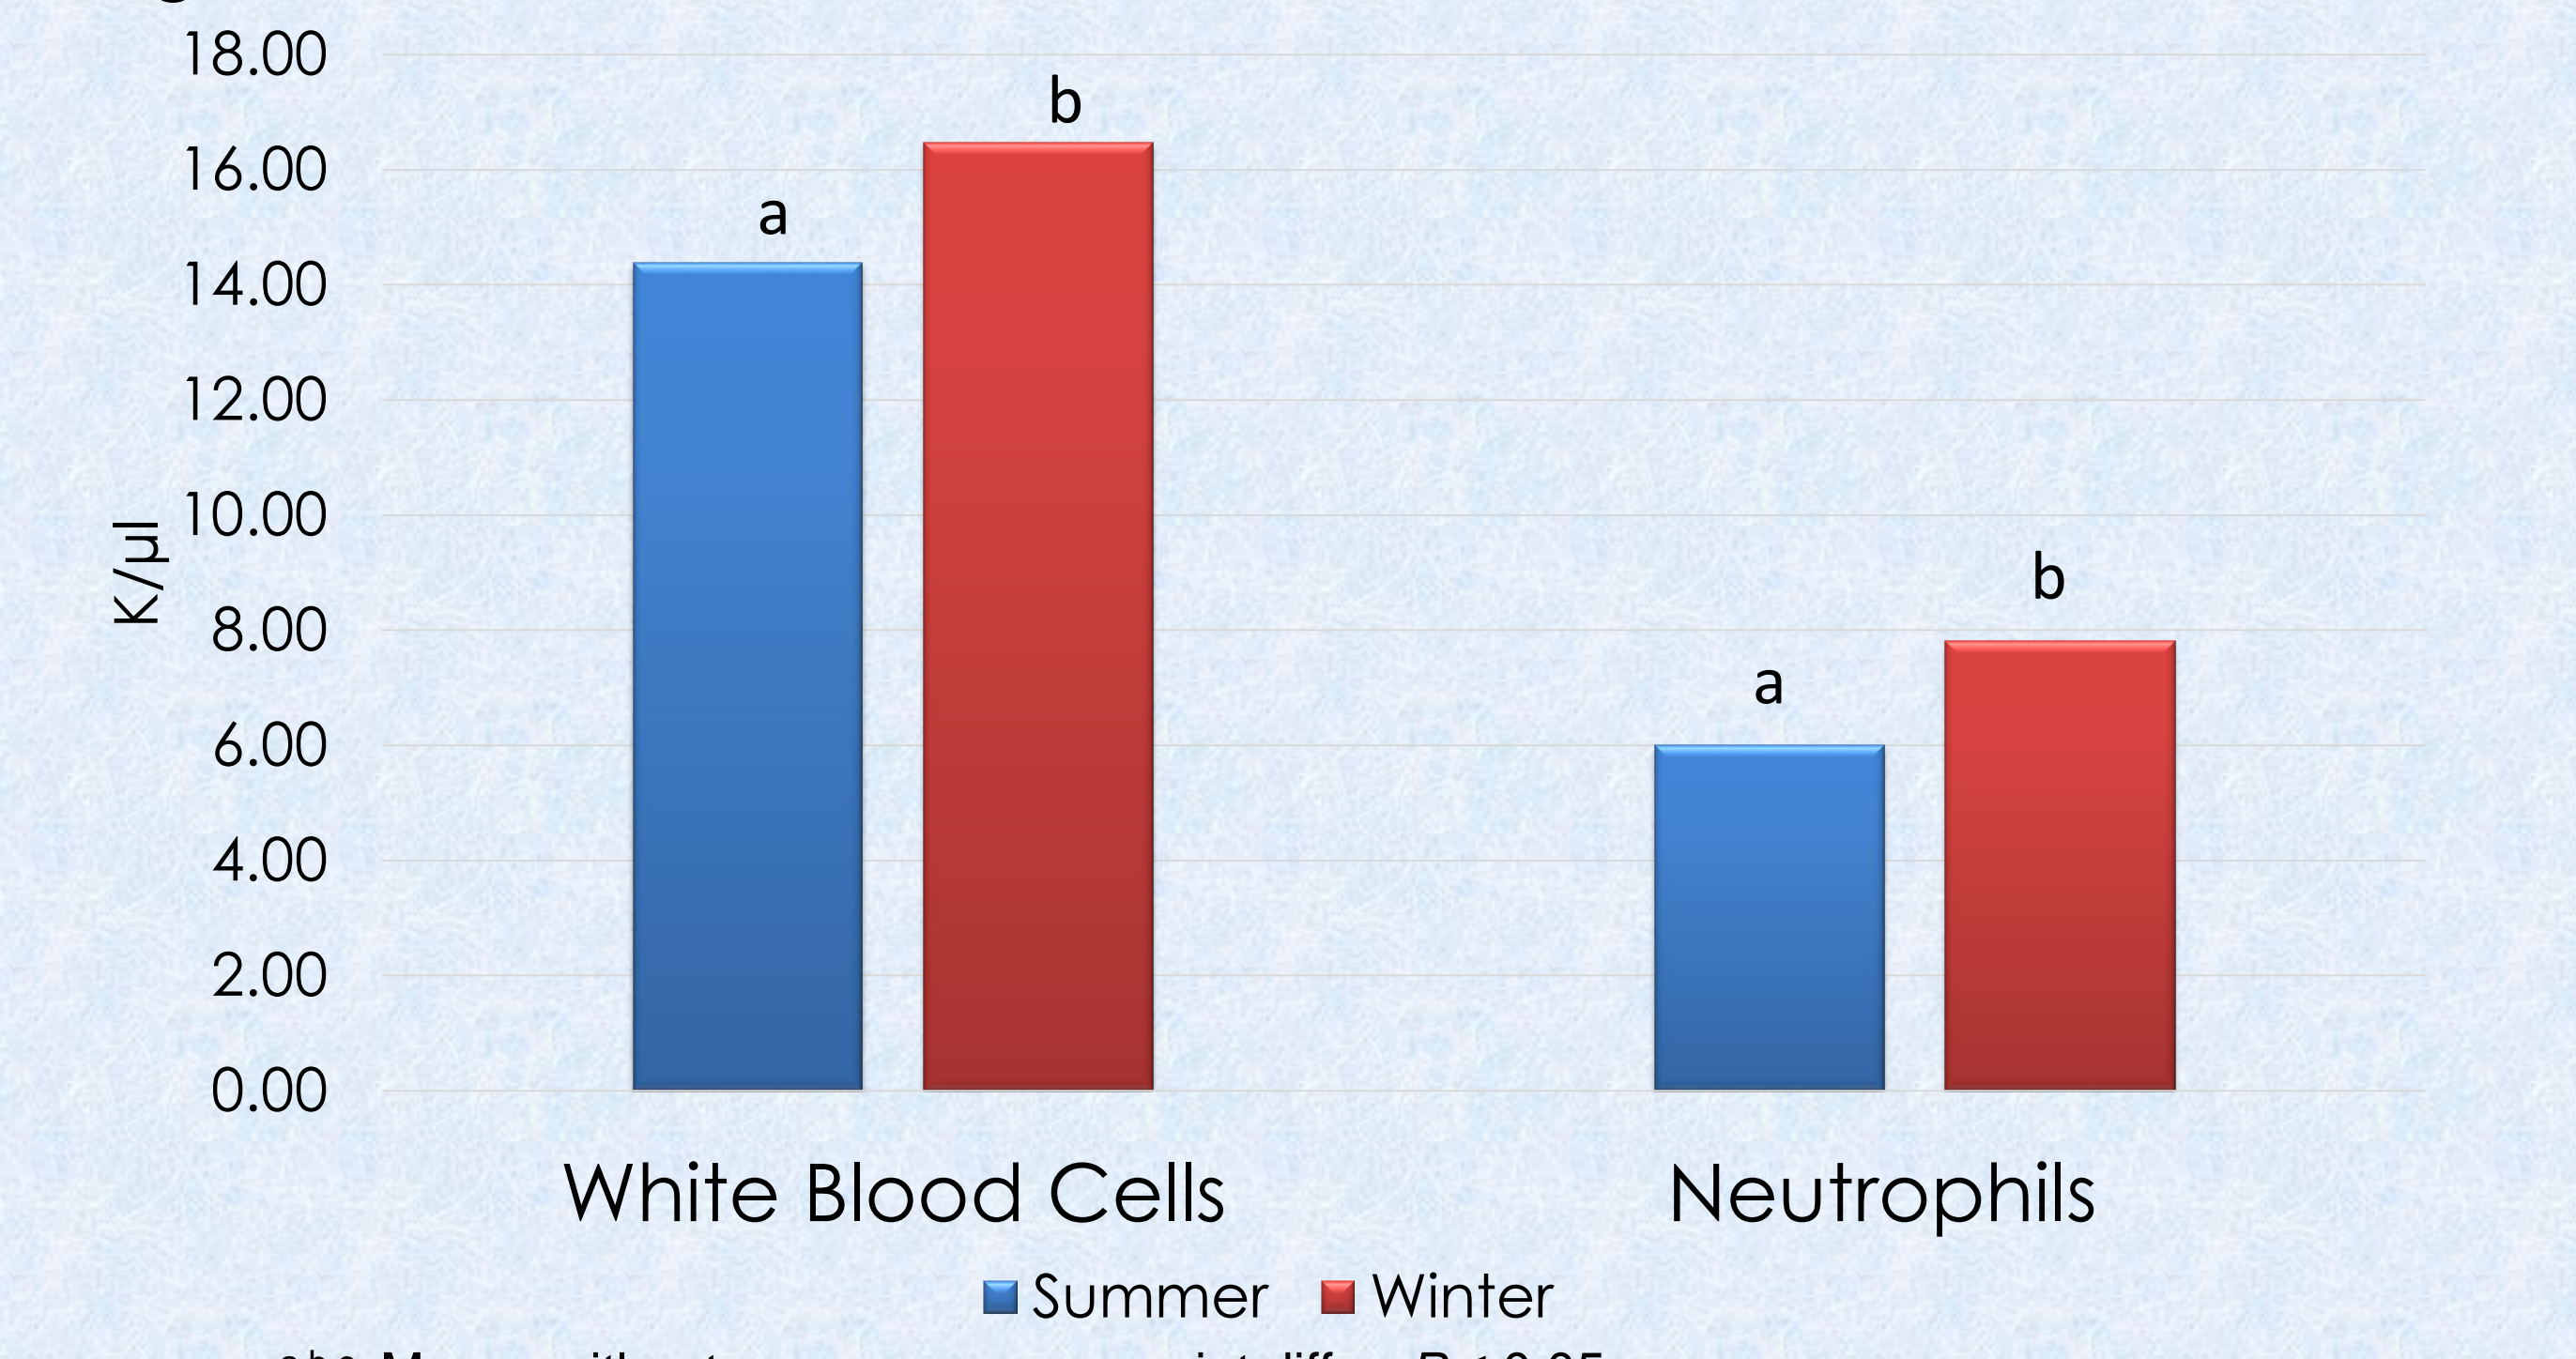 18.00
b
16.00
a
14.00
12.00
10.00
K/µl
b
8.00
a
6.00
4.00
2.00
0.00
White Blood Cells Neutrophils
Summer Winter